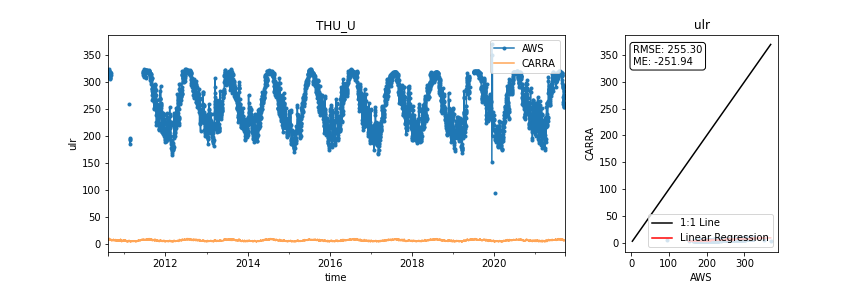 THU_U
ulr
350
300
250
200
150
100
50
0
ulr
AWS
CARRA
2012
2014
2016
2018
2020
time
ulr
350
300
250
200
150
100
50
0
CARRA
RMSE: 255.30
ME: -251.94
1:1 Line
Linear Regression
0
100
200
300
AWS